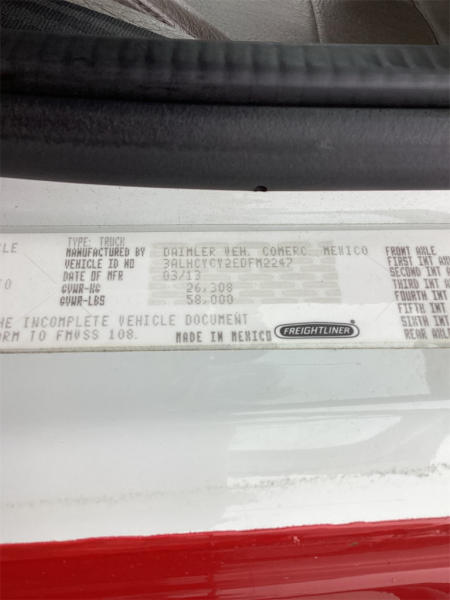 TYPE: TRUCK
MANUFACTURED BY DAIMLER VEH. COMERC. MEXICO
VEHICLE ID NO 3ALHCYCY2EDFM2247
DATE OF MFR 03/13
GVWR-KG 26,308
GVWR-LBS 58,000
HE INCOMPLETE VEHICLE DOCUMENT
ORM TO FMVSS 108.
MADE IN MEXICO
FREIGHTLINER
FRONT AXLE
FIRST INT
SECOND INT
THIRD INT
FOURTH INT
FIFTH INT
SIXTH INT
REAR AXL